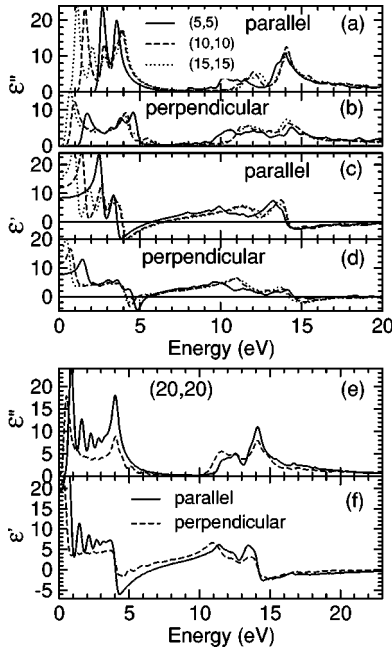 20
10
0
ε''
(5,5)
(10,10)
(15,15)
parallel
(a)
10
0
perpendicular
(b)
20
10
0
ε'
parallel
(c)
10
0
perpendicular
(d)
0 5 10 15 20
Energy (eV)
20
15
10
5
0
ε''
(20,20)
(e)
20
15
10
5
0
-5
ε'
parallel
perpendicular
(f)
0 5 10 15 20
Energy (eV)